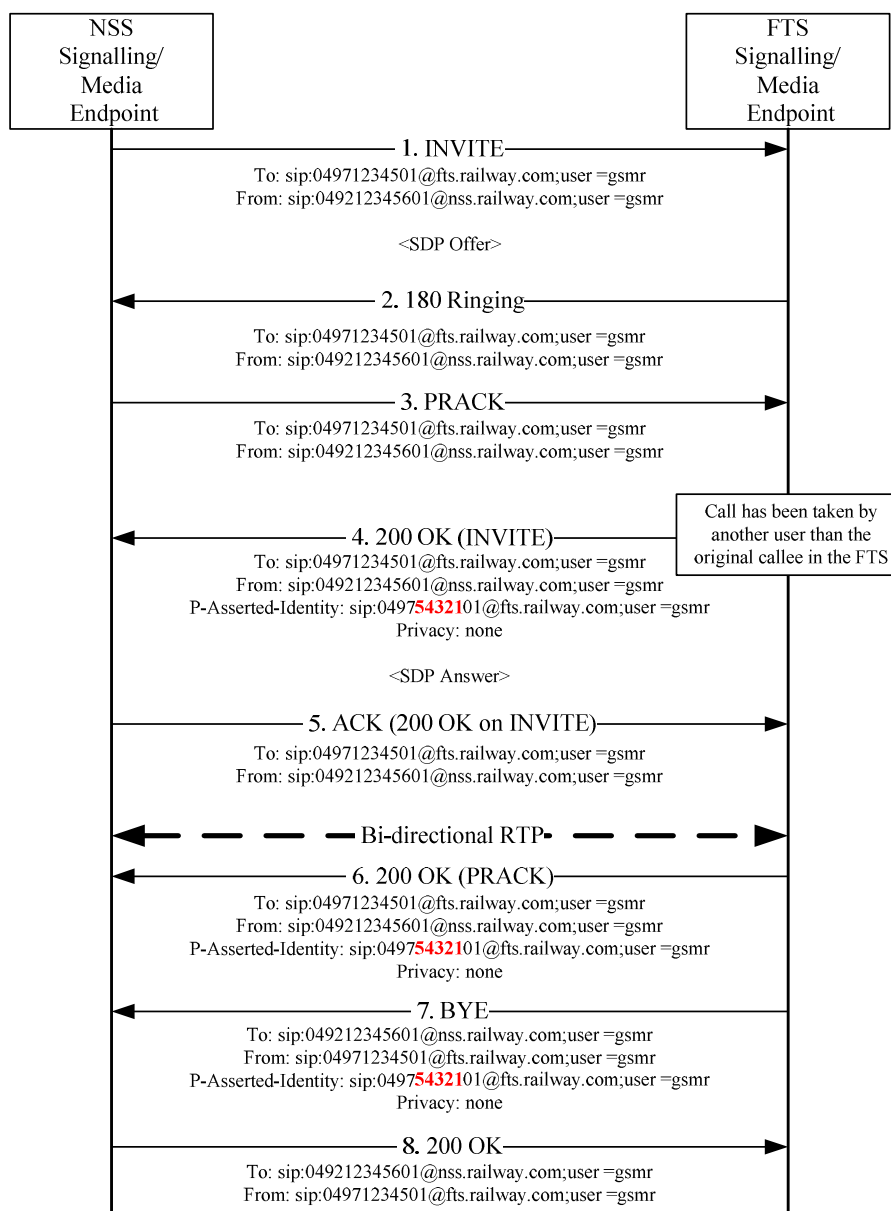 NSS
Signalling/
Media
Endpoint
FTS
Signalling/
Media
Endpoint
1. INVITE
To: sip:04971234501@fts.railway.com;user =gsmr
From: sip:049212345601@nss.railway.com;user =gsmr
<SDP Offer>
2. 180 Ringing
To: sip:04971234501@fts.railway.com;user =gsmr
From: sip:049212345601@nss.railway.com;user =gsmr
3. PRACK
To: sip:04971234501@fts.railway.com;user =gsmr
From: sip:049212345601@nss.railway.com;user =gsmr
Call has been taken by
another user than the
original callee in the FTS
4. 200 OK (INVITE)
To: sip:04971234501@fts.railway.com;user =gsmr
From: sip:049212345601@nss.railway.com;user =gsmr
P-Asserted-Identity: sip:04975432101@fts.railway.com;user =gsmr
Privacy: none
<SDP Answer>
5. ACK (200 OK on INVITE)
To: sip:04971234501@fts.railway.com;user =gsmr
From: sip:049212345601@nss.railway.com;user =gsmr
Bi-directional RTP
6. 200 OK (PRACK)
To: sip:04971234501@fts.railway.com;user =gsmr
From: sip:049212345601@nss.railway.com;user =gsmr
P-Asserted-Identity: sip:04975432101@fts.railway.com;user =gsmr
Privacy: none
7. BYE
To: sip:049212345601@nss.railway.com;user =gsmr
From: sip:04971234501@fts.railway.com;user =gsmr
P-Asserted-Identity: sip:04975432101@fts.railway.com;user =gsmr
Privacy: none
8. 200 OK
To: sip:049212345601@nss.railway.com;user =gsmr
From: sip:04971234501@fts.railway.com;user =gsmr